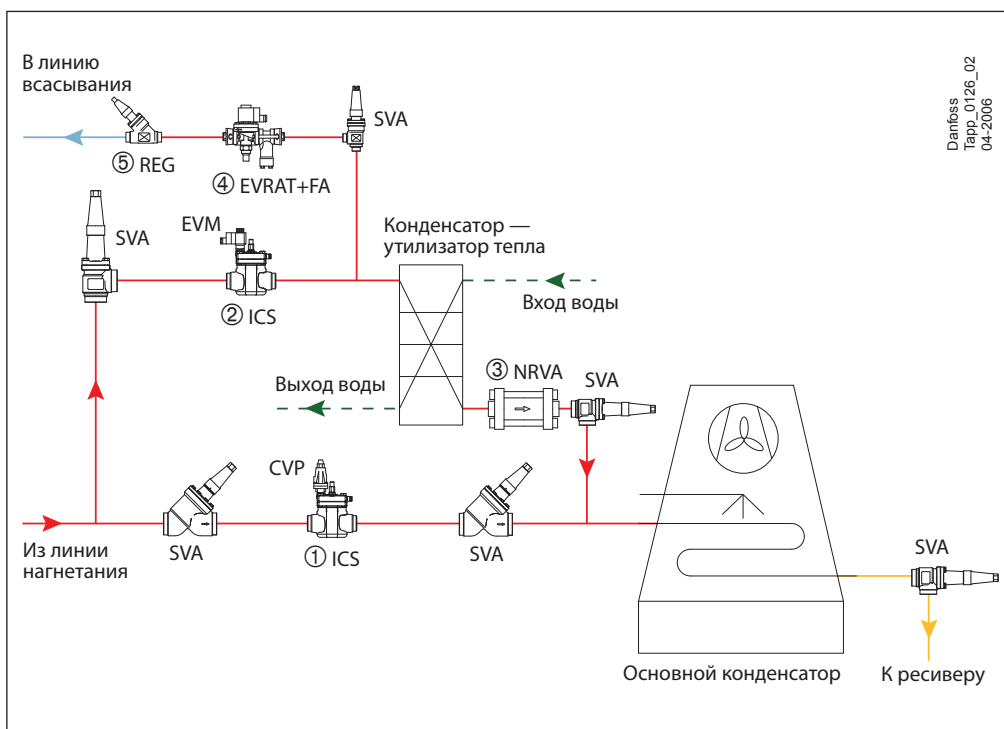 В линию
всасывания
SVA
Danfoss
Tapp_0126_02
04-2006
⑤ REG
④ EVRAT+FA
SVA
EVM
Конденсатор —
утилизатор тепла
② ICS
Вход воды
③ NRVA
SVA
Выход воды
CVP
Из линии
нагнетания
SVA
① ICS
SVA
SVA
Основной конденсатор
К ресиверу